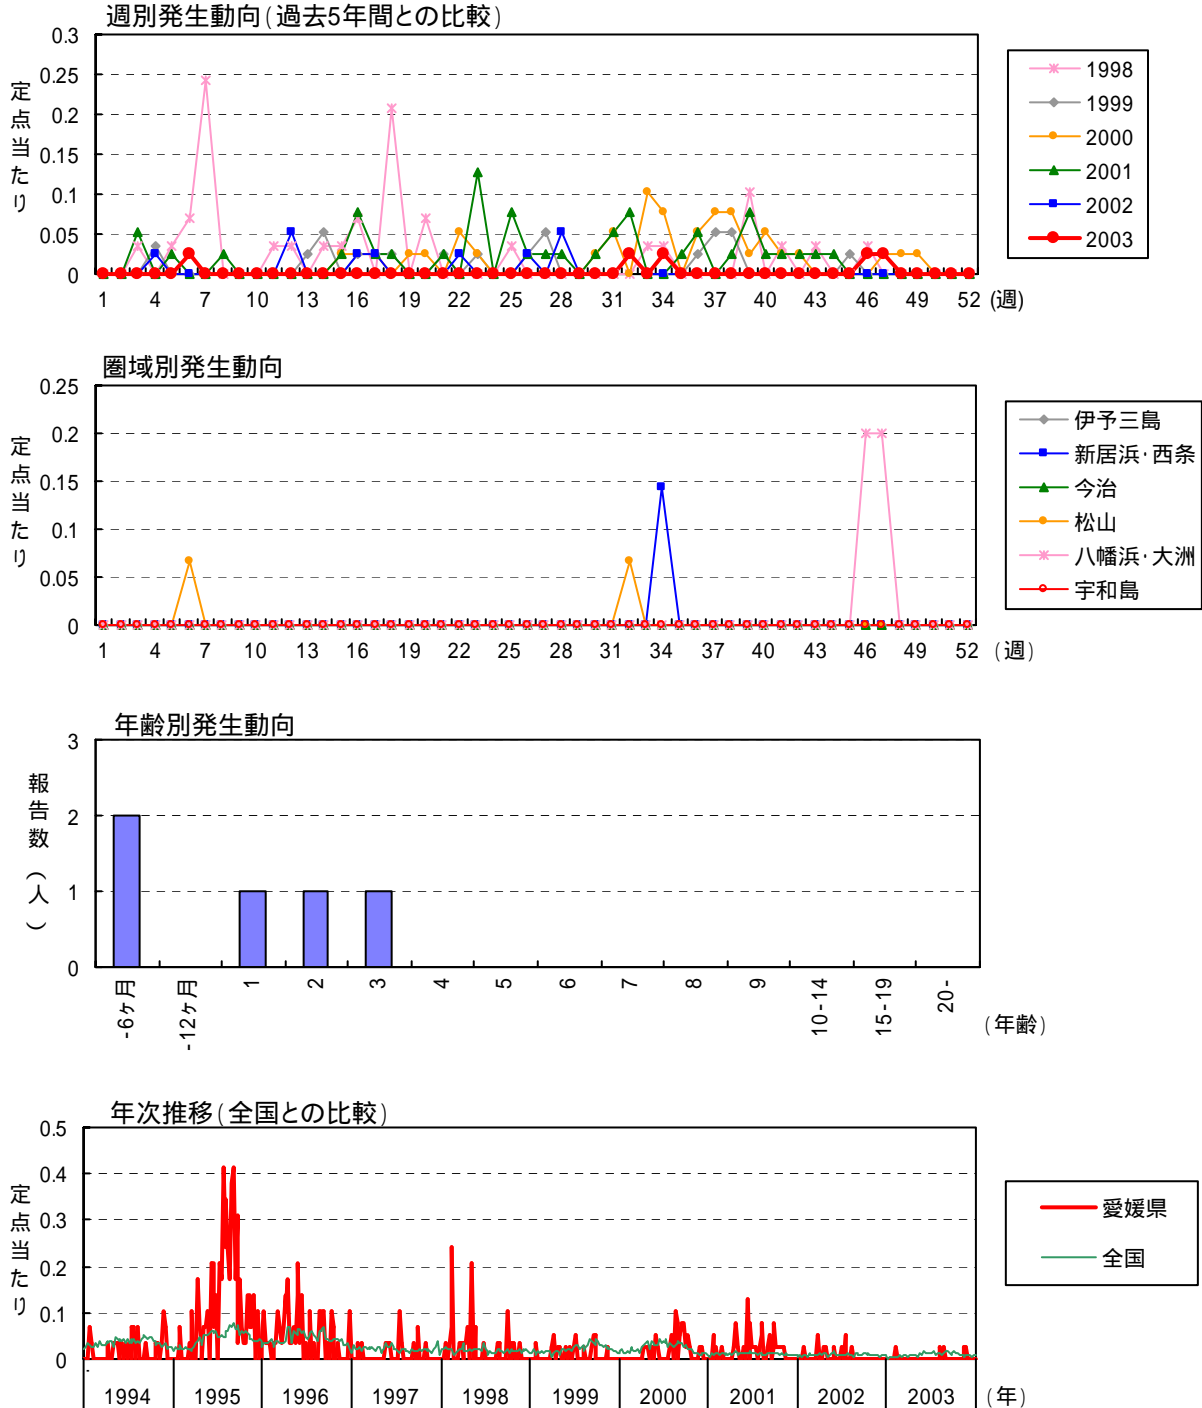 週別発生動向(過去5年間との比較)
0.3
0.25
0.2
0.15
0.1
0.05
0
定点当たり
1 4 7 10 13 16 19 22 25 28 31 34 37 40 43 46 49 52 (週)
1998
1999
2000
2001
2002
2003
圏域別発生動向
0.25
0.2
0.15
0.1
0.05
0
定点当たり
1 4 7 10 13 16 19 22 25 28 31 34 37 40 43 46 49 52 (週)
伊予三島
新居浜・西条
今治
松山
八幡浜・大洲
宇和島
年齢別発生動向
3
2
1
0
報告数(人)
-6ヶ月 -12ヶ月 1 2 3 4 5 6 7 8 9 10-14 15-19 20-
(年齢)
年次推移(全国との比較)
0.5
0.4
0.3
0.2
0.1
0
定点当たり
1994 1995 1996 1997 1998 1999 2000 2001 2002 2003 (年)
愛媛県
全国